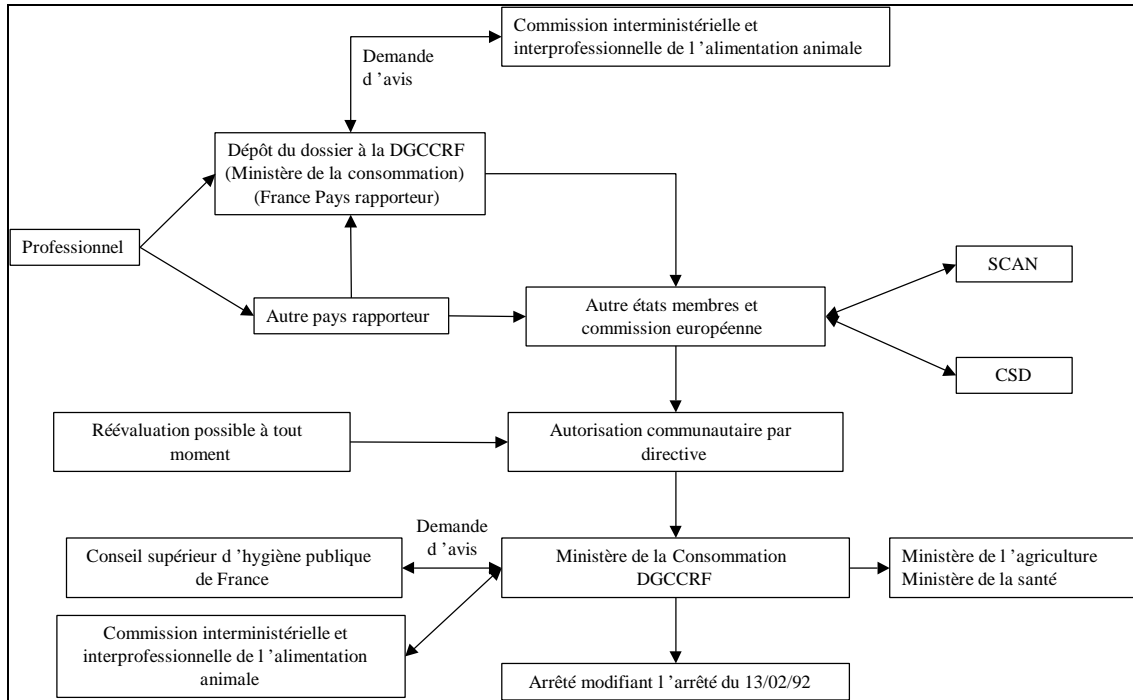 Commission interministérielle et
interprofessionnelle de l ’alimentation animale
Demande
d ’avis
Dépôt du dossier à la DGCCRF
(Ministère de la consommation)
(France Pays rapporteur)
Professionnel
SCAN
Autre pays rapporteur
Autre états membres et
commission européenne
CSD
Réévaluation possible à tout
moment
Autorisation communautaire par
directive
Demande
d ’avis
Conseil supérieur d ’hygiène publique
de France
Ministère de la Consommation
DGCCRF
Ministère de l ’agriculture
Ministère de la santé
Commission interministérielle et
interprofessionnelle de l ’alimentation
animale
Arrêté modifiant l ’arrêté du 13/02/92